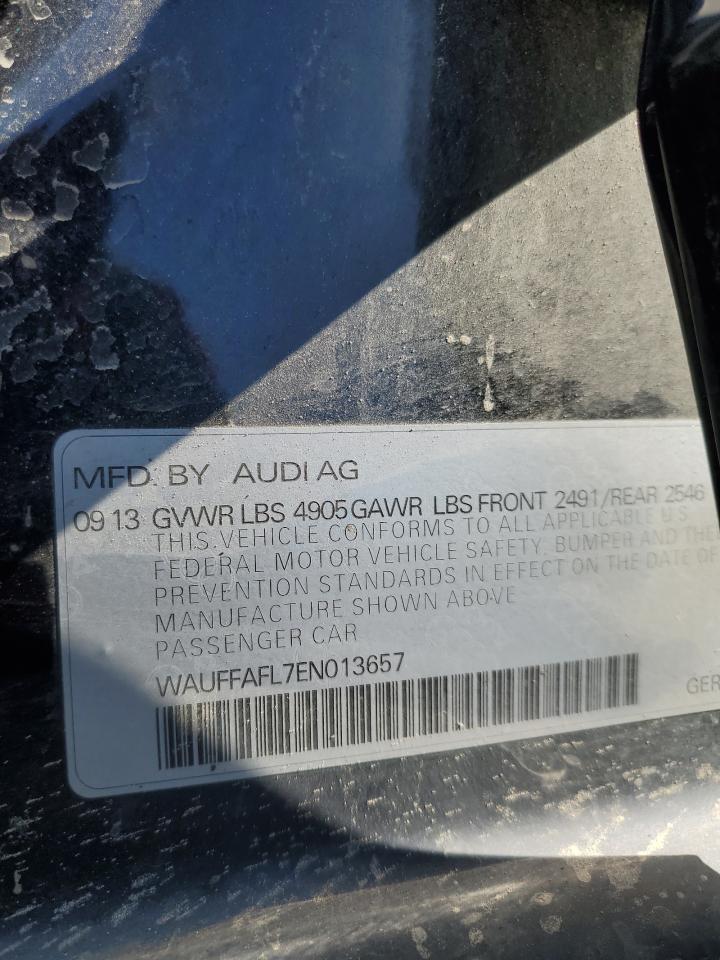 MFD. BY AUDI AG
09 13 GVWR LBS 4905 GAWR LBS FRONT 2491/REAR 2546
THIS VEHICLE CONFORMS TO ALL APPLICABLE U.S.
FEDERAL MOTOR VEHICLE SAFETY, BUMPER AND
PREVENTION STANDARDS IN EFFECT ON THE DATE OF
MANUFACTURE SHOWN ABOVE
PASSENGER CAR
WAUFFAFL7EN013657